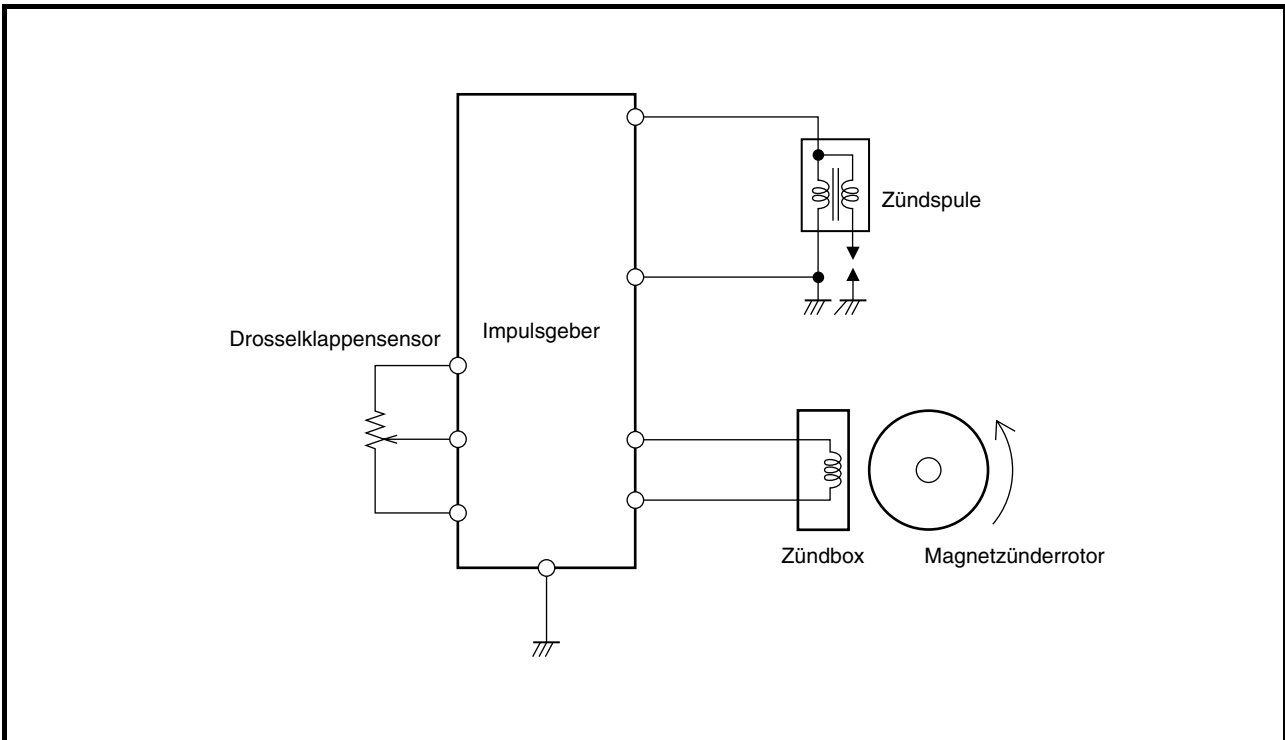 Zündspule
Drosselklappensensor
Impulsgeber
Zündbox
Magnetzünderrotor